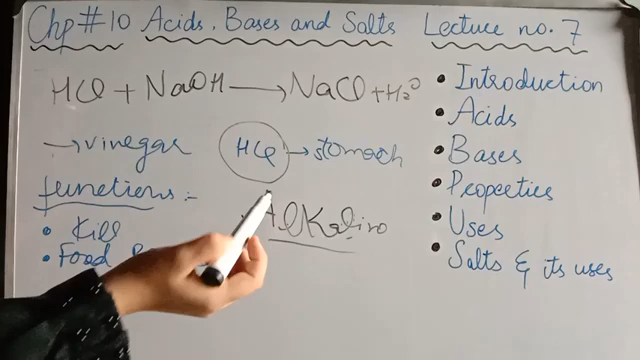 Chp #10 Acids, Bases and Salts
Lecture no. 7
HCl + NaOH → NaCl + H2O
→ vinegar
HCl → stomach
functions :-
• Kill
• Food
Alkaline
• Introduction
• Acids
• Bases
• Properties
• Uses
• Salts & its uses